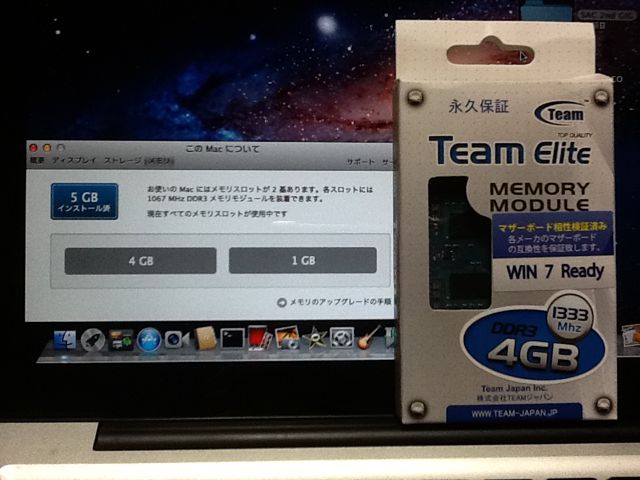 SAC 2nd GIG
この Mac について
概要 ディスプレイ ストレージ メモリ サポート
5 GB
インストール済
お使いの Mac にはメモリスロットが 2 基あります。各スロットには
1067 MHz DDR3 メモリモジュールを装着できます。
現在すべてのメモリスロットが使用中です
4 GB
1 GB
メモリのアップグレードの手順
永久保証
Team
TOP QUALITY
Team Elite
MEMORY
MODULE
マザーボード相性検証済み
各メーカのマザーボード
の互換性を保証致します。
WIN 7 Ready
1333
Mhz
DDR3
4GB
Team Japan Inc.
株式会社TEAMジャパン
WWW.TEAM-JAPAN.JP